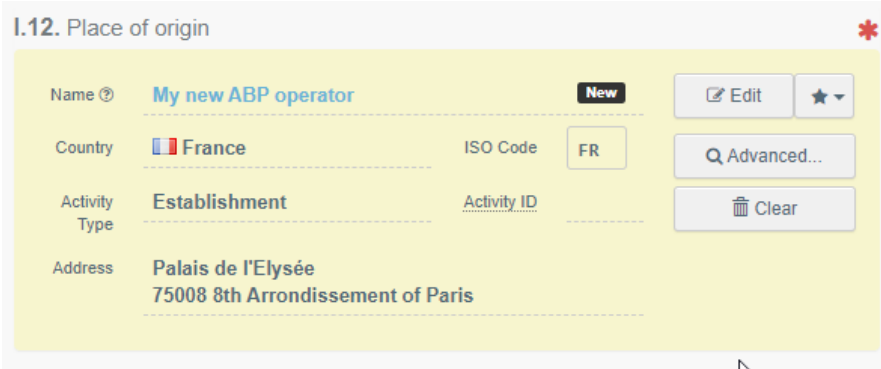 I.12. Place of origin *
Name My new ABP operator New Edit
Country France ISO Code FR Advanced...
Activity Type Establishment Activity ID Clear
Address Palais de l'Elysée
75008 8th Arrondissement of Paris